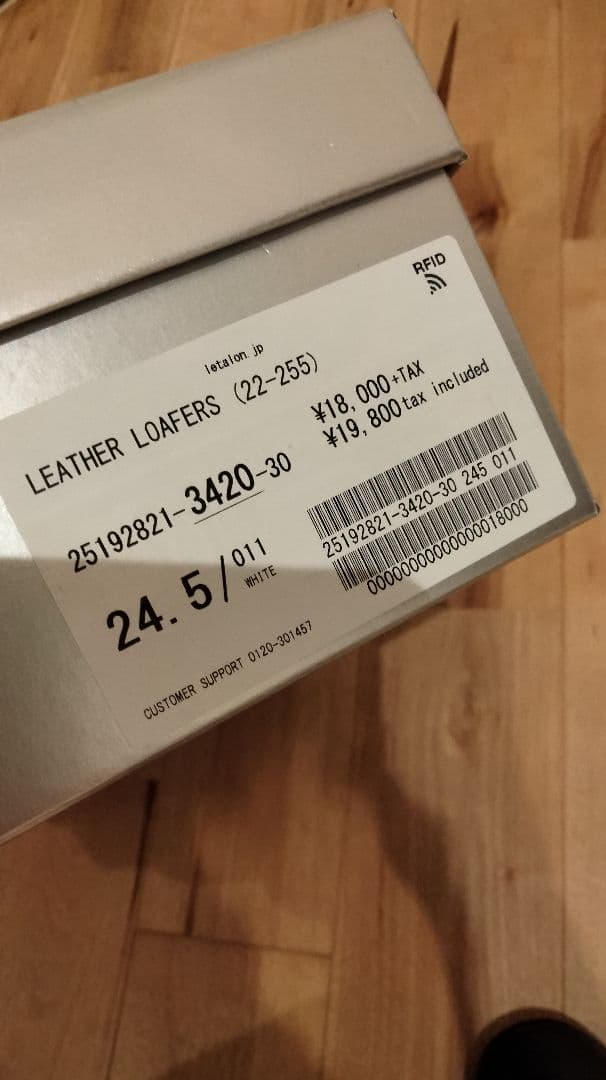 RFID
letalon.jp
LEATHER LOAFERS (22-255)
¥18,000+TAX
¥19,800tax included
25192821-3420-30
25192821-3420-30 245 011
24.5/011
WHITE
0000000000000018000
CUSTOMER SUPPORT 0120-301457